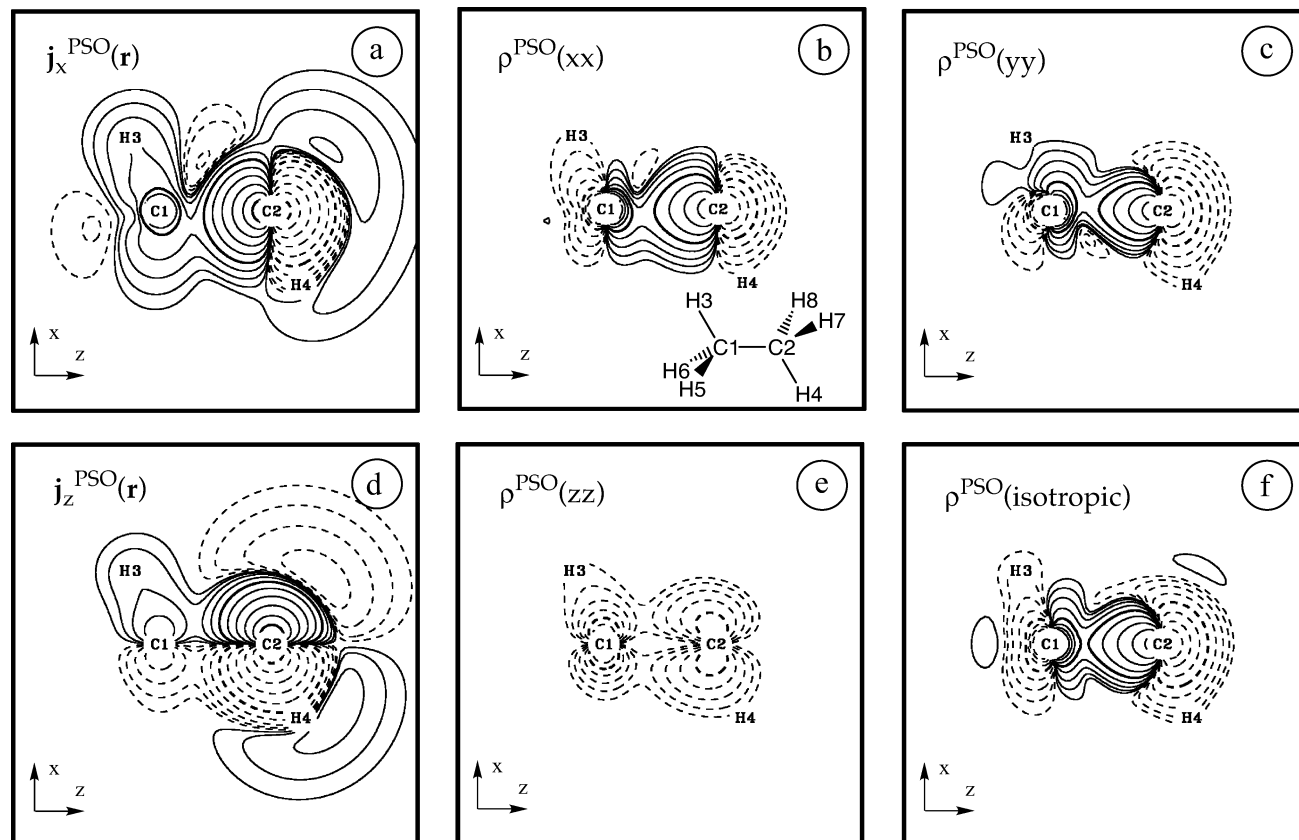 j_x^PSO(r)
a
H3
C1
C2
H4
x
z
ρ^PSO(xx)
b
H3
C1
C2
H4
H3
H8
H7
C1
C2
H6
H5
H4
x
z
ρ^PSO(yy)
c
H3
C1
C2
H4
x
z
j_z^PSO(r)
d
H3
C1
C2
H4
x
z
ρ^PSO(zz)
e
H3
C1
C2
H4
x
z
ρ^PSO(isotropic)
f
H3
C1
C2
H4
x
z